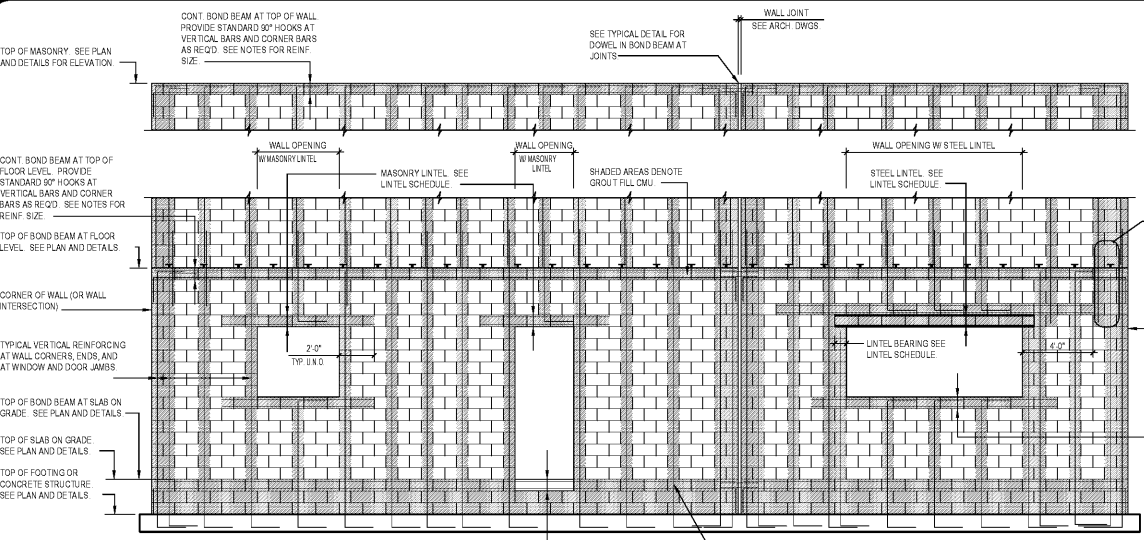 CONT. BOND BEAM AT TOP OF WALL.
PROVIDE STANDARD 90° HOOKS AT
VERTICAL BARS AND CORNER BARS
AS REQ'D. SEE NOTES FOR REINF.
SIZE.
WALL JOINT
SEE ARCH. DWGS.
SEE TYPICAL DETAIL FOR
DOWEL IN BOND BEAM AT
JOINTS
TOP OF MASONRY. SEE PLAN
AND DETAILS FOR ELEVATION.
WALL OPENING
W/ MASONRY LINTEL
WALL OPENING
W/ MASONRY
LINTEL
WALL OPENING W/ STEEL LINTEL
CONT. BOND BEAM AT TOP OF
FLOOR LEVEL. PROVIDE
STANDARD 90° HOOKS AT
VERTICAL BARS AND CORNER
BARS AS REQ'D. SEE NOTES FOR
REINF. SIZE.
MASONRY LINTEL. SEE
LINTEL SCHEDULE.
SHADED AREAS DENOTE
GROUT FILL CMU.
STEEL LINTEL. SEE
LINTEL SCHEDULE.
TOP OF BOND BEAM AT FLOOR
LEVEL. SEE PLAN AND DETAILS.
CORNER OF WALL (OR WALL
INTERSECTION)
TYPICAL VERTICAL REINFORCING
AT WALL CORNERS, ENDS, AND
AT WINDOW AND DOOR JAMBS.
2'-0"
TYP. U.N.O.
LINTEL BEARING SEE
LINTEL SCHEDULE.
4'-0"
TOP OF BOND BEAM AT SLAB ON
GRADE. SEE PLAN AND DETAILS.
TOP OF SLAB ON GRADE.
SEE PLAN AND DETAILS.
TOP OF FOOTING OR
CONCRETE STRUCTURE.
SEE PLAN AND DETAILS.